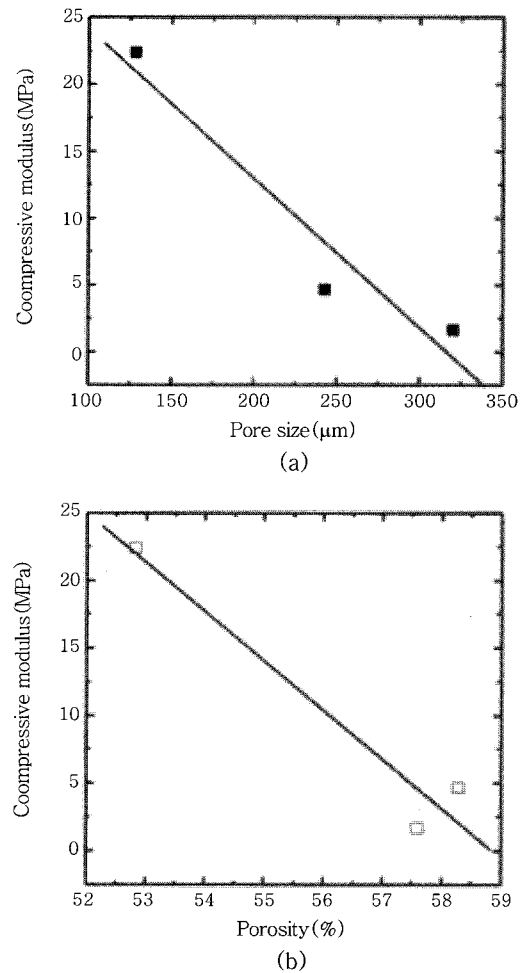 25
20
15
10
5
0
Coompressive modulus (MPa)
100 150 200 250 300 350
Pore size (μm)
(a)
25
20
15
10
5
0
Coompressive modulus (MPa)
52 53 54 55 56 57 58 59
Porosity (%)
(b)